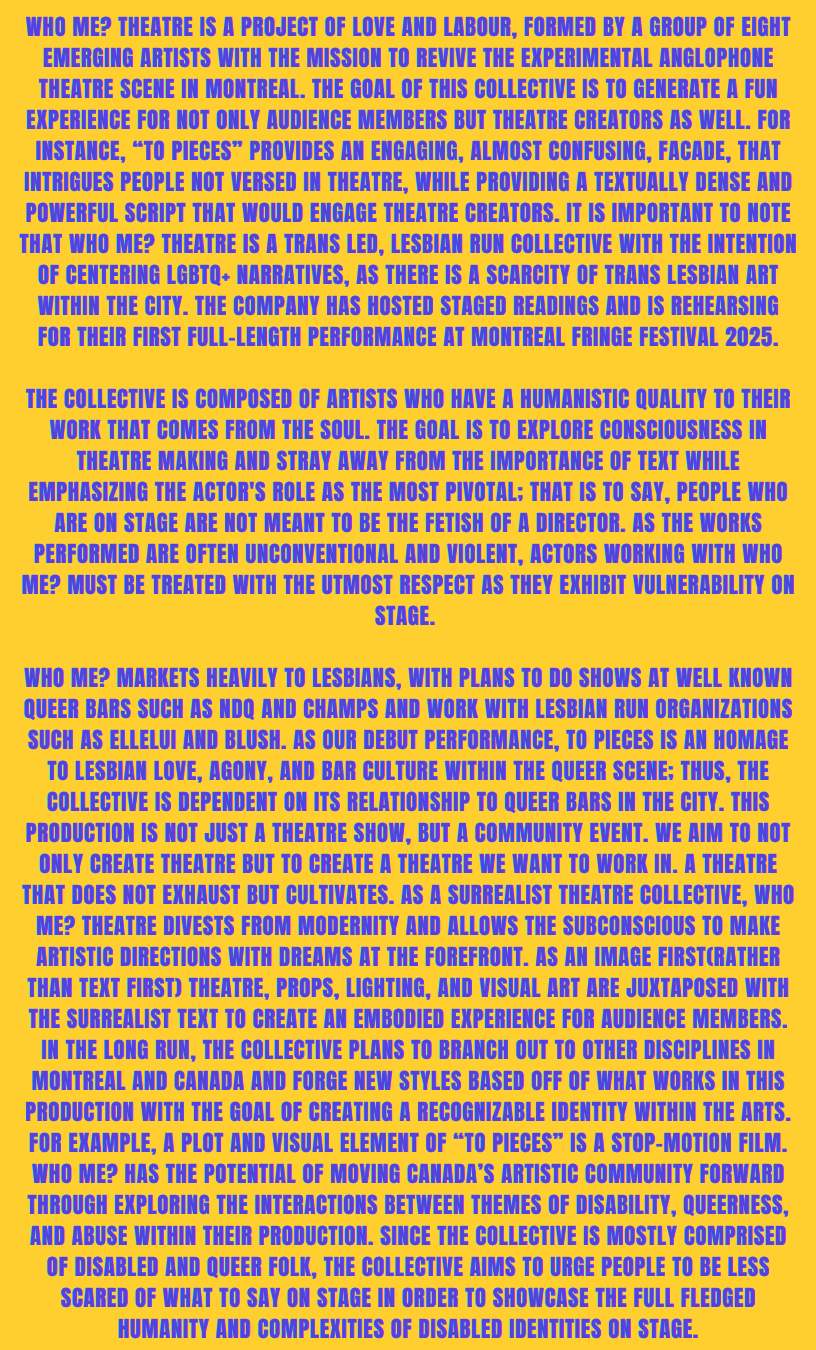 WHO ME? THEATRE IS A PROJECT OF LOVE AND LABOUR, FORMED BY A GROUP OF EIGHT
EMERGING ARTISTS WITH THE MISSION TO REVIVE THE EXPERIMENTAL ANGLOPHONE
THEATRE SCENE IN MONTREAL. THE GOAL OF THIS COLLECTIVE IS TO GENERATE A FUN
EXPERIENCE FOR NOT ONLY AUDIENCE MEMBERS BUT THEATRE CREATORS AS WELL. FOR
INSTANCE, “TO PIECES” PROVIDES AN ENGAGING, ALMOST CONFUSING, FACADE, THAT
INTRIGUES PEOPLE NOT VERSED IN THEATRE, WHILE PROVIDING A TEXTUALLY DENSE AND
POWERFUL SCRIPT THAT WOULD ENGAGE THEATRE CREATORS. IT IS IMPORTANT TO NOTE
THAT WHO ME? THEATRE IS A TRANS LED, LESBIAN RUN COLLECTIVE WITH THE INTENTION
OF CENTERING LGBTQ+ NARRATIVES, AS THERE IS A SCARCITY OF TRANS LESBIAN ART
WITHIN THE CITY. THE COMPANY HAS HOSTED STAGED READINGS AND IS REHEARSING
FOR THEIR FIRST FULL-LENGTH PERFORMANCE AT MONTREAL FRINGE FESTIVAL 2025.
THE COLLECTIVE IS COMPOSED OF ARTISTS WHO HAVE A HUMANISTIC QUALITY TO THEIR
WORK THAT COMES FROM THE SOUL. THE GOAL IS TO EXPLORE CONSCIOUSNESS IN
THEATRE MAKING AND STRAY AWAY FROM THE IMPORTANCE OF TEXT WHILE
EMPHASIZING THE ACTOR'S ROLE AS THE MOST PIVOTAL; THAT IS TO SAY, PEOPLE WHO
ARE ON STAGE ARE NOT MEANT TO BE THE FETISH OF A DIRECTOR. AS THE WORKS
PERFORMED ARE OFTEN UNCONVENTIONAL AND VIOLENT, ACTORS WORKING WITH WHO
ME? MUST BE TREATED WITH THE UTMOST RESPECT AS THEY EXHIBIT VULNERABILITY ON
STAGE.
WHO ME? MARKETS HEAVILY TO LESBIANS, WITH PLANS TO DO SHOWS AT WELL KNOWN
QUEER BARS SUCH AS NDQ AND CHAMPS AND WORK WITH LESBIAN RUN ORGANIZATIONS
SUCH AS ELLELUI AND BLUSH. AS OUR DEBUT PERFORMANCE, TO PIECES IS AN HOMAGE
TO LESBIAN LOVE, AGONY, AND BAR CULTURE WITHIN THE QUEER SCENE; THUS, THE
COLLECTIVE IS DEPENDENT ON ITS RELATIONSHIP TO QUEER BARS IN THE CITY. THIS
PRODUCTION IS NOT JUST A THEATRE SHOW, BUT A COMMUNITY EVENT. WE AIM TO NOT
ONLY CREATE THEATRE BUT TO CREATE A THEATRE WE WANT TO WORK IN. A THEATRE
THAT DOES NOT EXHAUST BUT CULTIVATES. AS A SURREALIST THEATRE COLLECTIVE, WHO
ME? THEATRE DIVESTS FROM MODERNITY AND ALLOWS THE SUBCONSCIOUS TO MAKE
ARTISTIC DIRECTIONS WITH DREAMS AT THE FOREFRONT. AS AN IMAGE FIRST(RATHER
THAN TEXT FIRST) THEATRE, PROPS, LIGHTING, AND VISUAL ART ARE JUXTAPOSED WITH
THE SURREALIST TEXT TO CREATE AN EMBODIED EXPERIENCE FOR AUDIENCE MEMBERS.
IN THE LONG RUN, THE COLLECTIVE PLANS TO BRANCH OUT TO OTHER DISCIPLINES IN
MONTREAL AND CANADA AND FORGE NEW STYLES BASED OFF OF WHAT WORKS IN THIS
PRODUCTION WITH THE GOAL OF CREATING A RECOGNIZABLE IDENTITY WITHIN THE ARTS.
FOR EXAMPLE, A PLOT AND VISUAL ELEMENT OF “TO PIECES” IS A STOP-MOTION FILM.
WHO ME? HAS THE POTENTIAL OF MOVING CANADA’S ARTISTIC COMMUNITY FORWARD
THROUGH EXPLORING THE INTERACTIONS BETWEEN THEMES OF DISABILITY, QUEERNESS,
AND ABUSE WITHIN THEIR PRODUCTION. SINCE THE COLLECTIVE IS MOSTLY COMPRISED
OF DISABLED AND QUEER FOLK, THE COLLECTIVE AIMS TO URGE PEOPLE TO BE LESS
SCARED OF WHAT TO SAY ON STAGE IN ORDER TO SHOWCASE THE FULL FLEDGED
HUMANITY AND COMPLEXITIES OF DISABLED IDENTITIES ON STAGE.